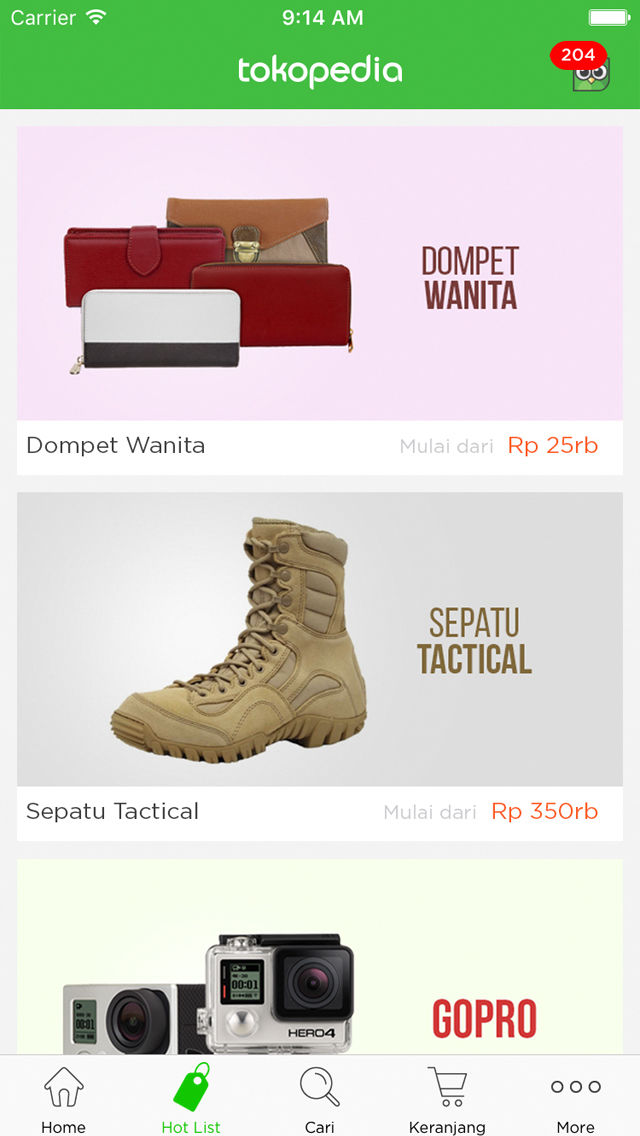 Carrier 9:14 AM
tokopedia
204
DOMPET
WANITA
Dompet Wanita Mulai dari Rp 25rb
SEPATU
TACTICAL
Sepatu Tactical Mulai dari Rp 350rb
00:01
00:01
HERO4
GOPRO
Home Hot List Cari Keranjang More